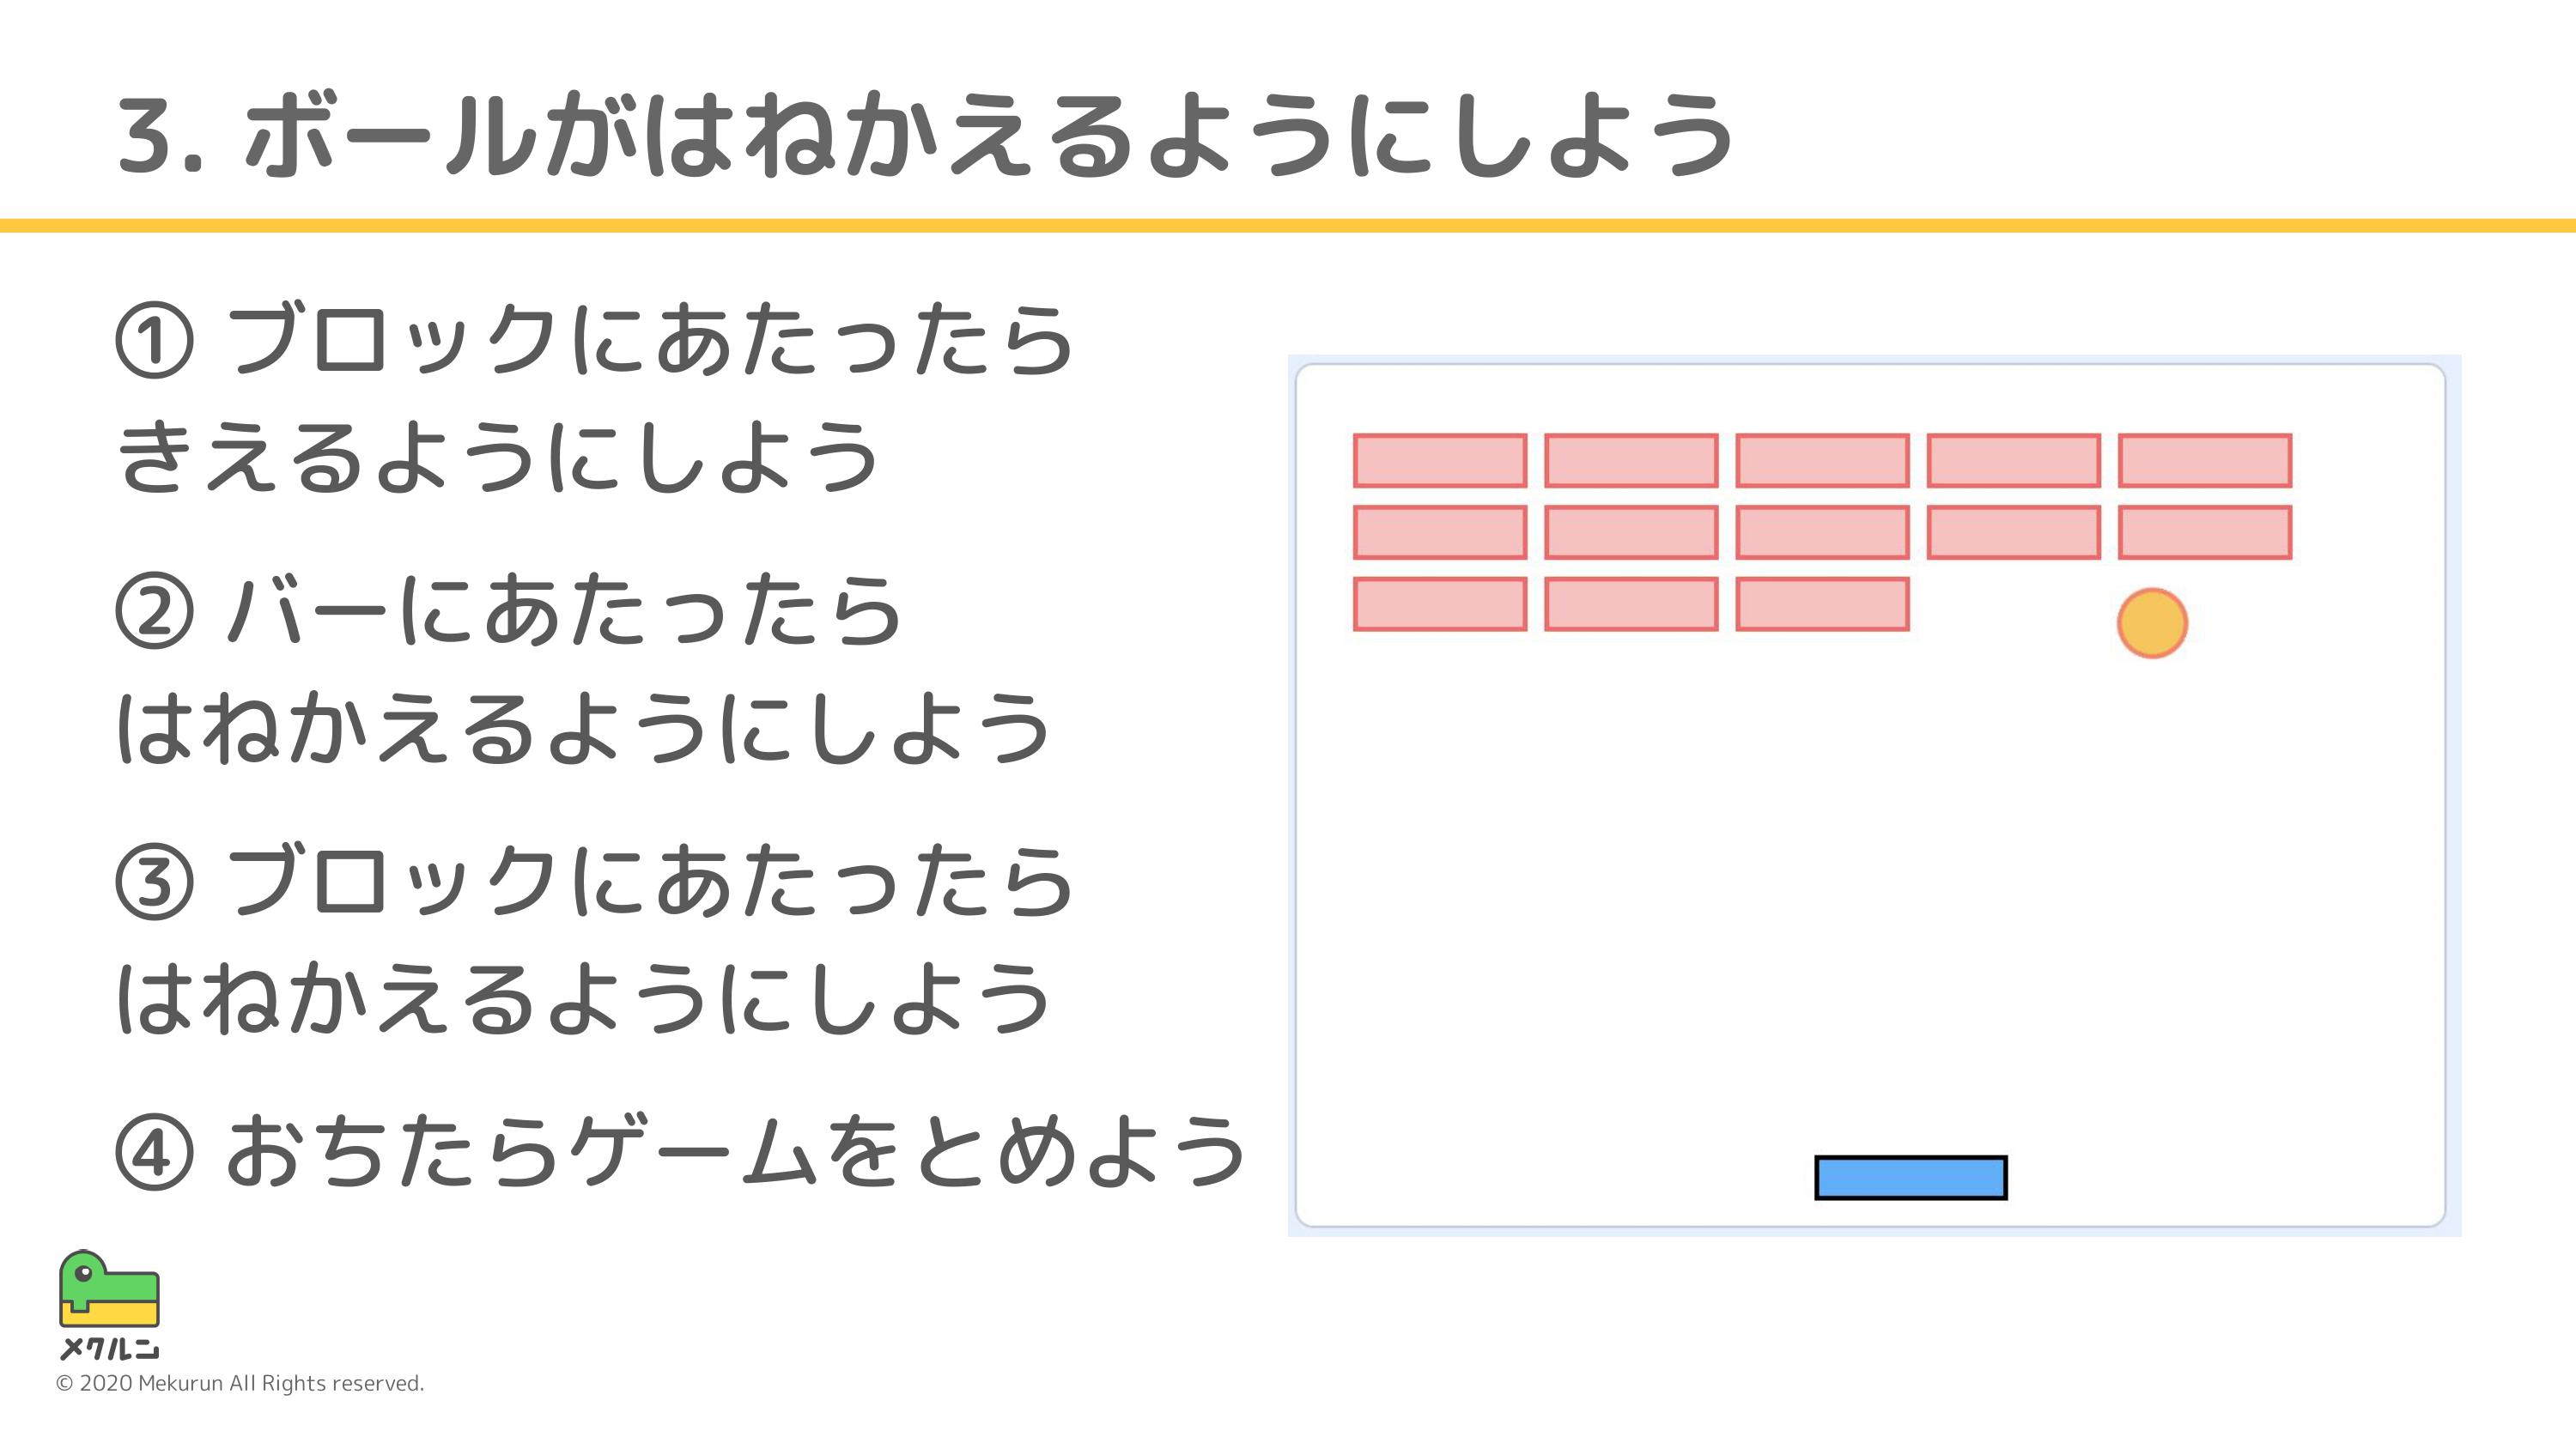 3. ボールがはねかえるようにしよう
① ブロックにあたったら
きえるようにしよう
② バーにあたったら
はねかえるようにしよう
③ ブロックにあたったら
はねかえるようにしよう
④ おちたらゲームをとめよう
メクルン
© 2020 Mekurun All Rights reserved.